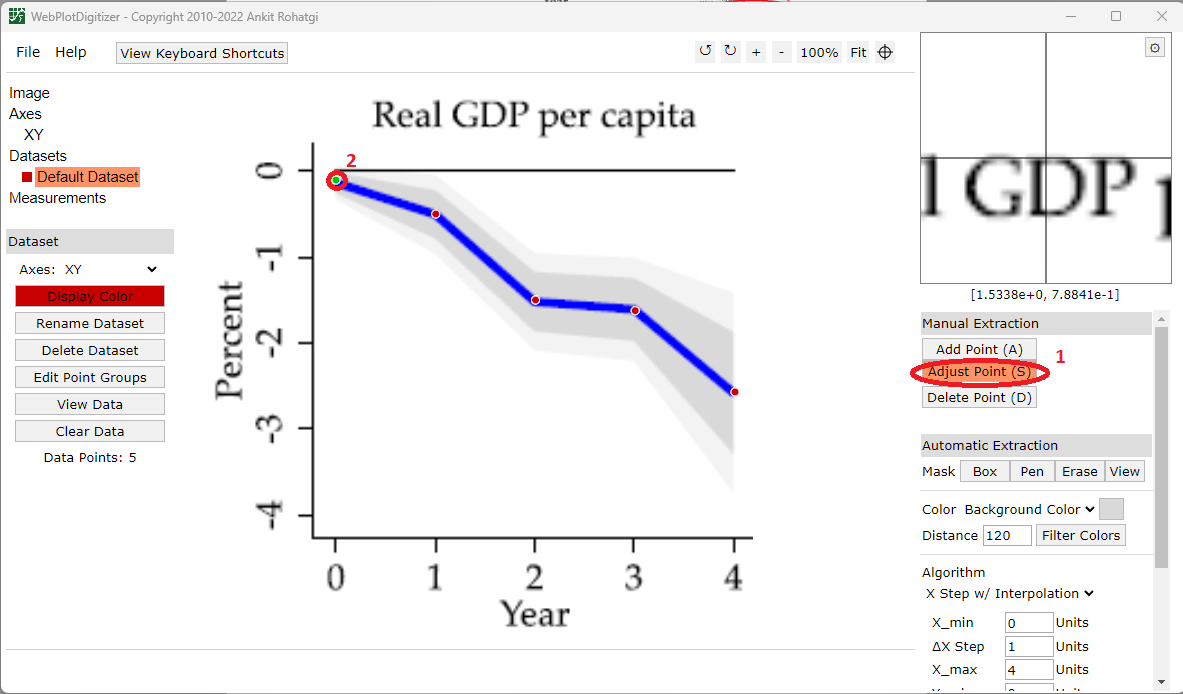 Year
WebPlotDigitizer - Copyright 2010-2022 Ankit Rohatgi
File Help View Keyboard Shortcuts
↺ ↻ + - 100% Fit
Image
Axes
XY
Datasets
Default Dataset
Measurements
Dataset
Axes: XY
Display Color
Rename Dataset
Delete Dataset
Edit Point Groups
View Data
Clear Data
Data Points: 5
Real GDP per capita
2
0
-1
-2
-3
-4
Percent
0 1 2 3 4
Year
l GDP p
[1.5338e+0, 7.8841e-1]
Manual Extraction
Add Point (A)
1
Adjust Point (S)
Delete Point (D)
Automatic Extraction
Mask Box Pen Erase View
Color Background Color
Distance 120 Filter Colors
Algorithm
X Step w/ Interpolation
X_min 0 Units
ΔX Step 1 Units
X_max 4 Units